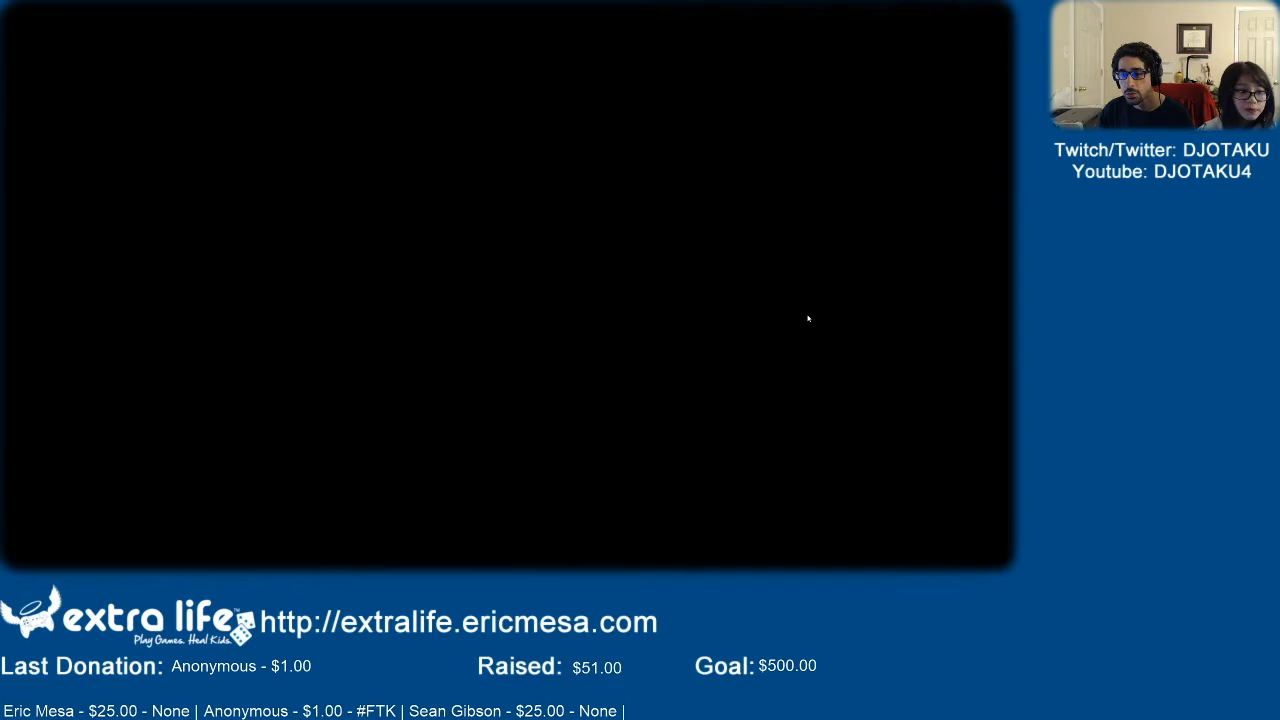 Twitch/Twitter: DJOTAKU
Youtube: DJOTAKU4
extra life
Play Games. Heal Kids.
http://extralife.ericmesa.com
Last Donation: Anonymous - $1.00 Raised: $51.00 Goal: $500.00
Eric Mesa - $25.00 - None | Anonymous - $1.00 - #FTK | Sean Gibson - $25.00 - None |